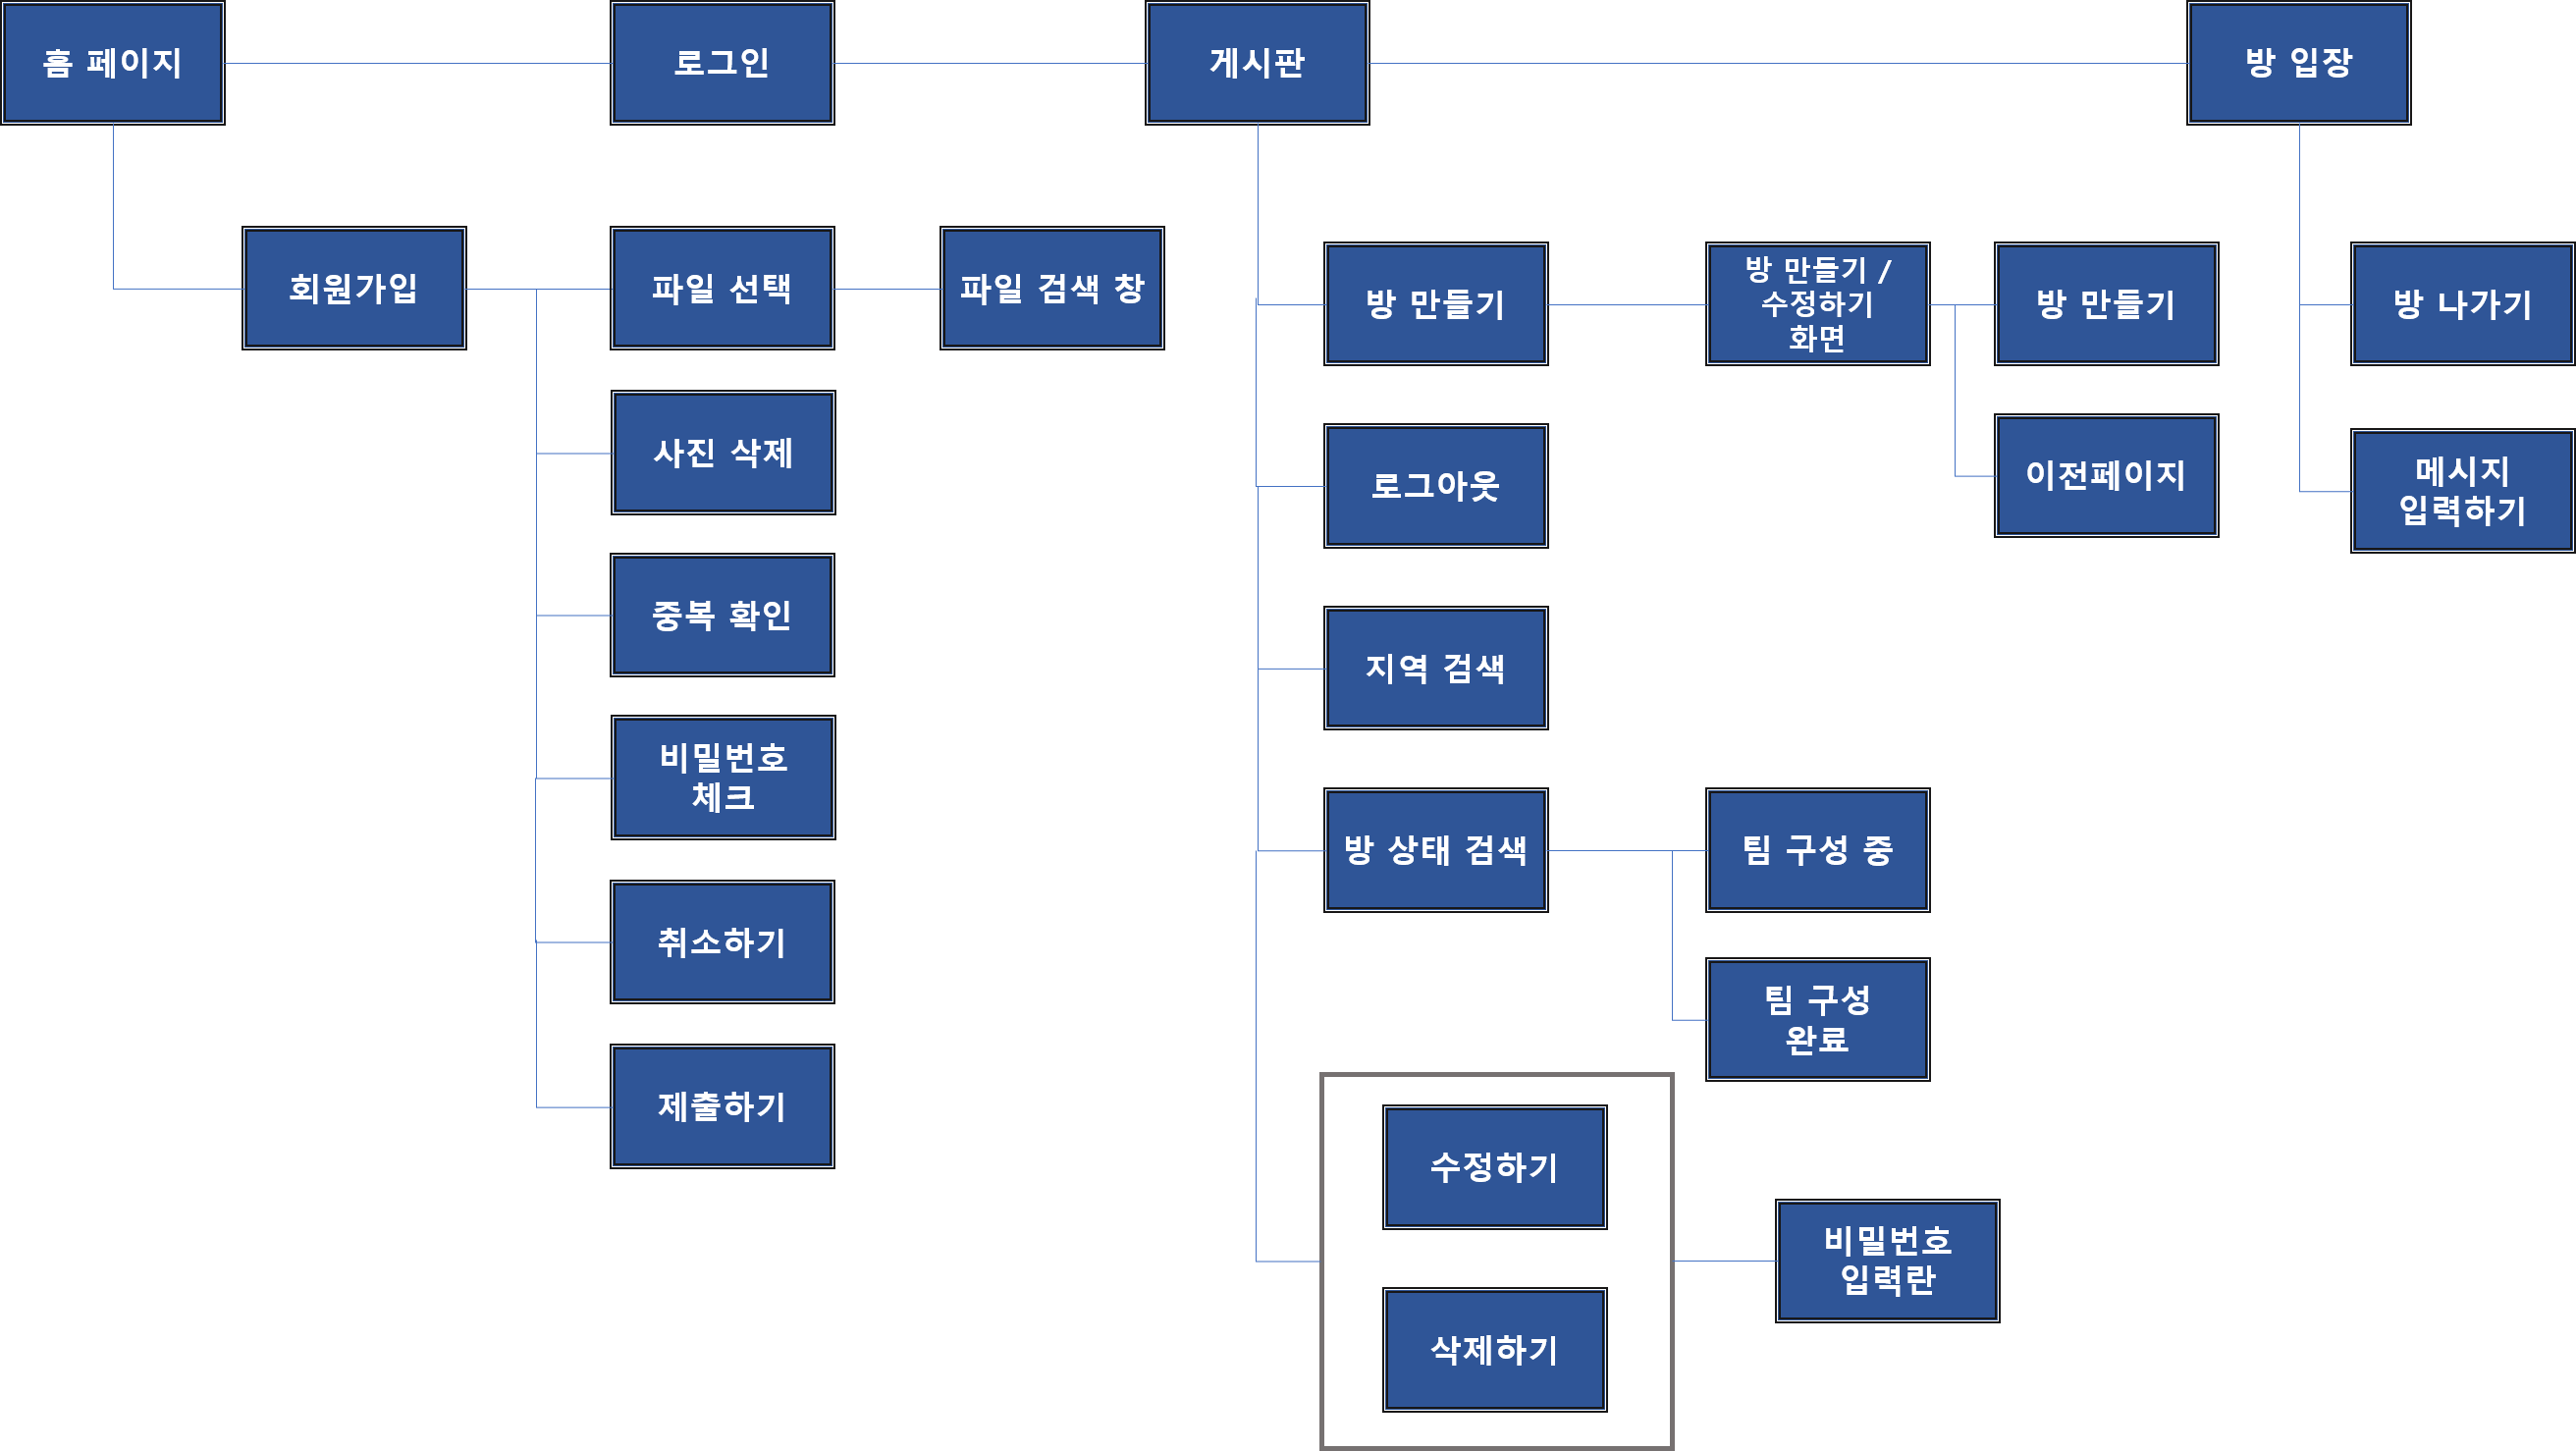 홈 페이지
로그인
게시판
방 입장
회원가입
파일 선택
파일 검색 창
방 만들기
방 만들기 /
수정하기
화면
방 만들기
방 나가기
사진 삭제
로그아웃
이전페이지
메시지
입력하기
중복 확인
지역 검색
비밀번호
체크
방 상태 검색
팀 구성 중
취소하기
팀 구성
완료
제출하기
수정하기
비밀번호
입력란
삭제하기